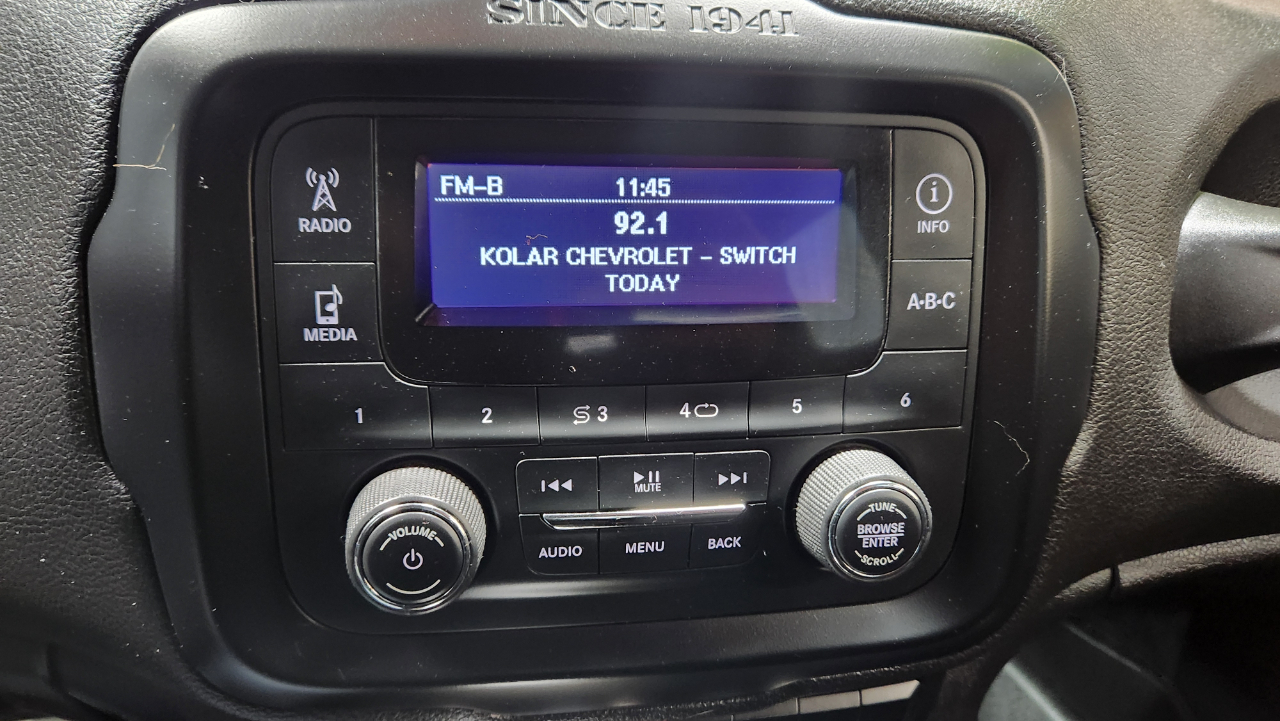 SINCE 1941
RADIO
MEDIA
FM-B 11:45
92.1
KOLAR CHEVROLET - SWITCH
TODAY
i
INFO
A·B·C
1 2 3 4 5 6
MUTE
AUDIO MENU BACK
VOLUME
TUNE
BROWSE
ENTER
SCROLL